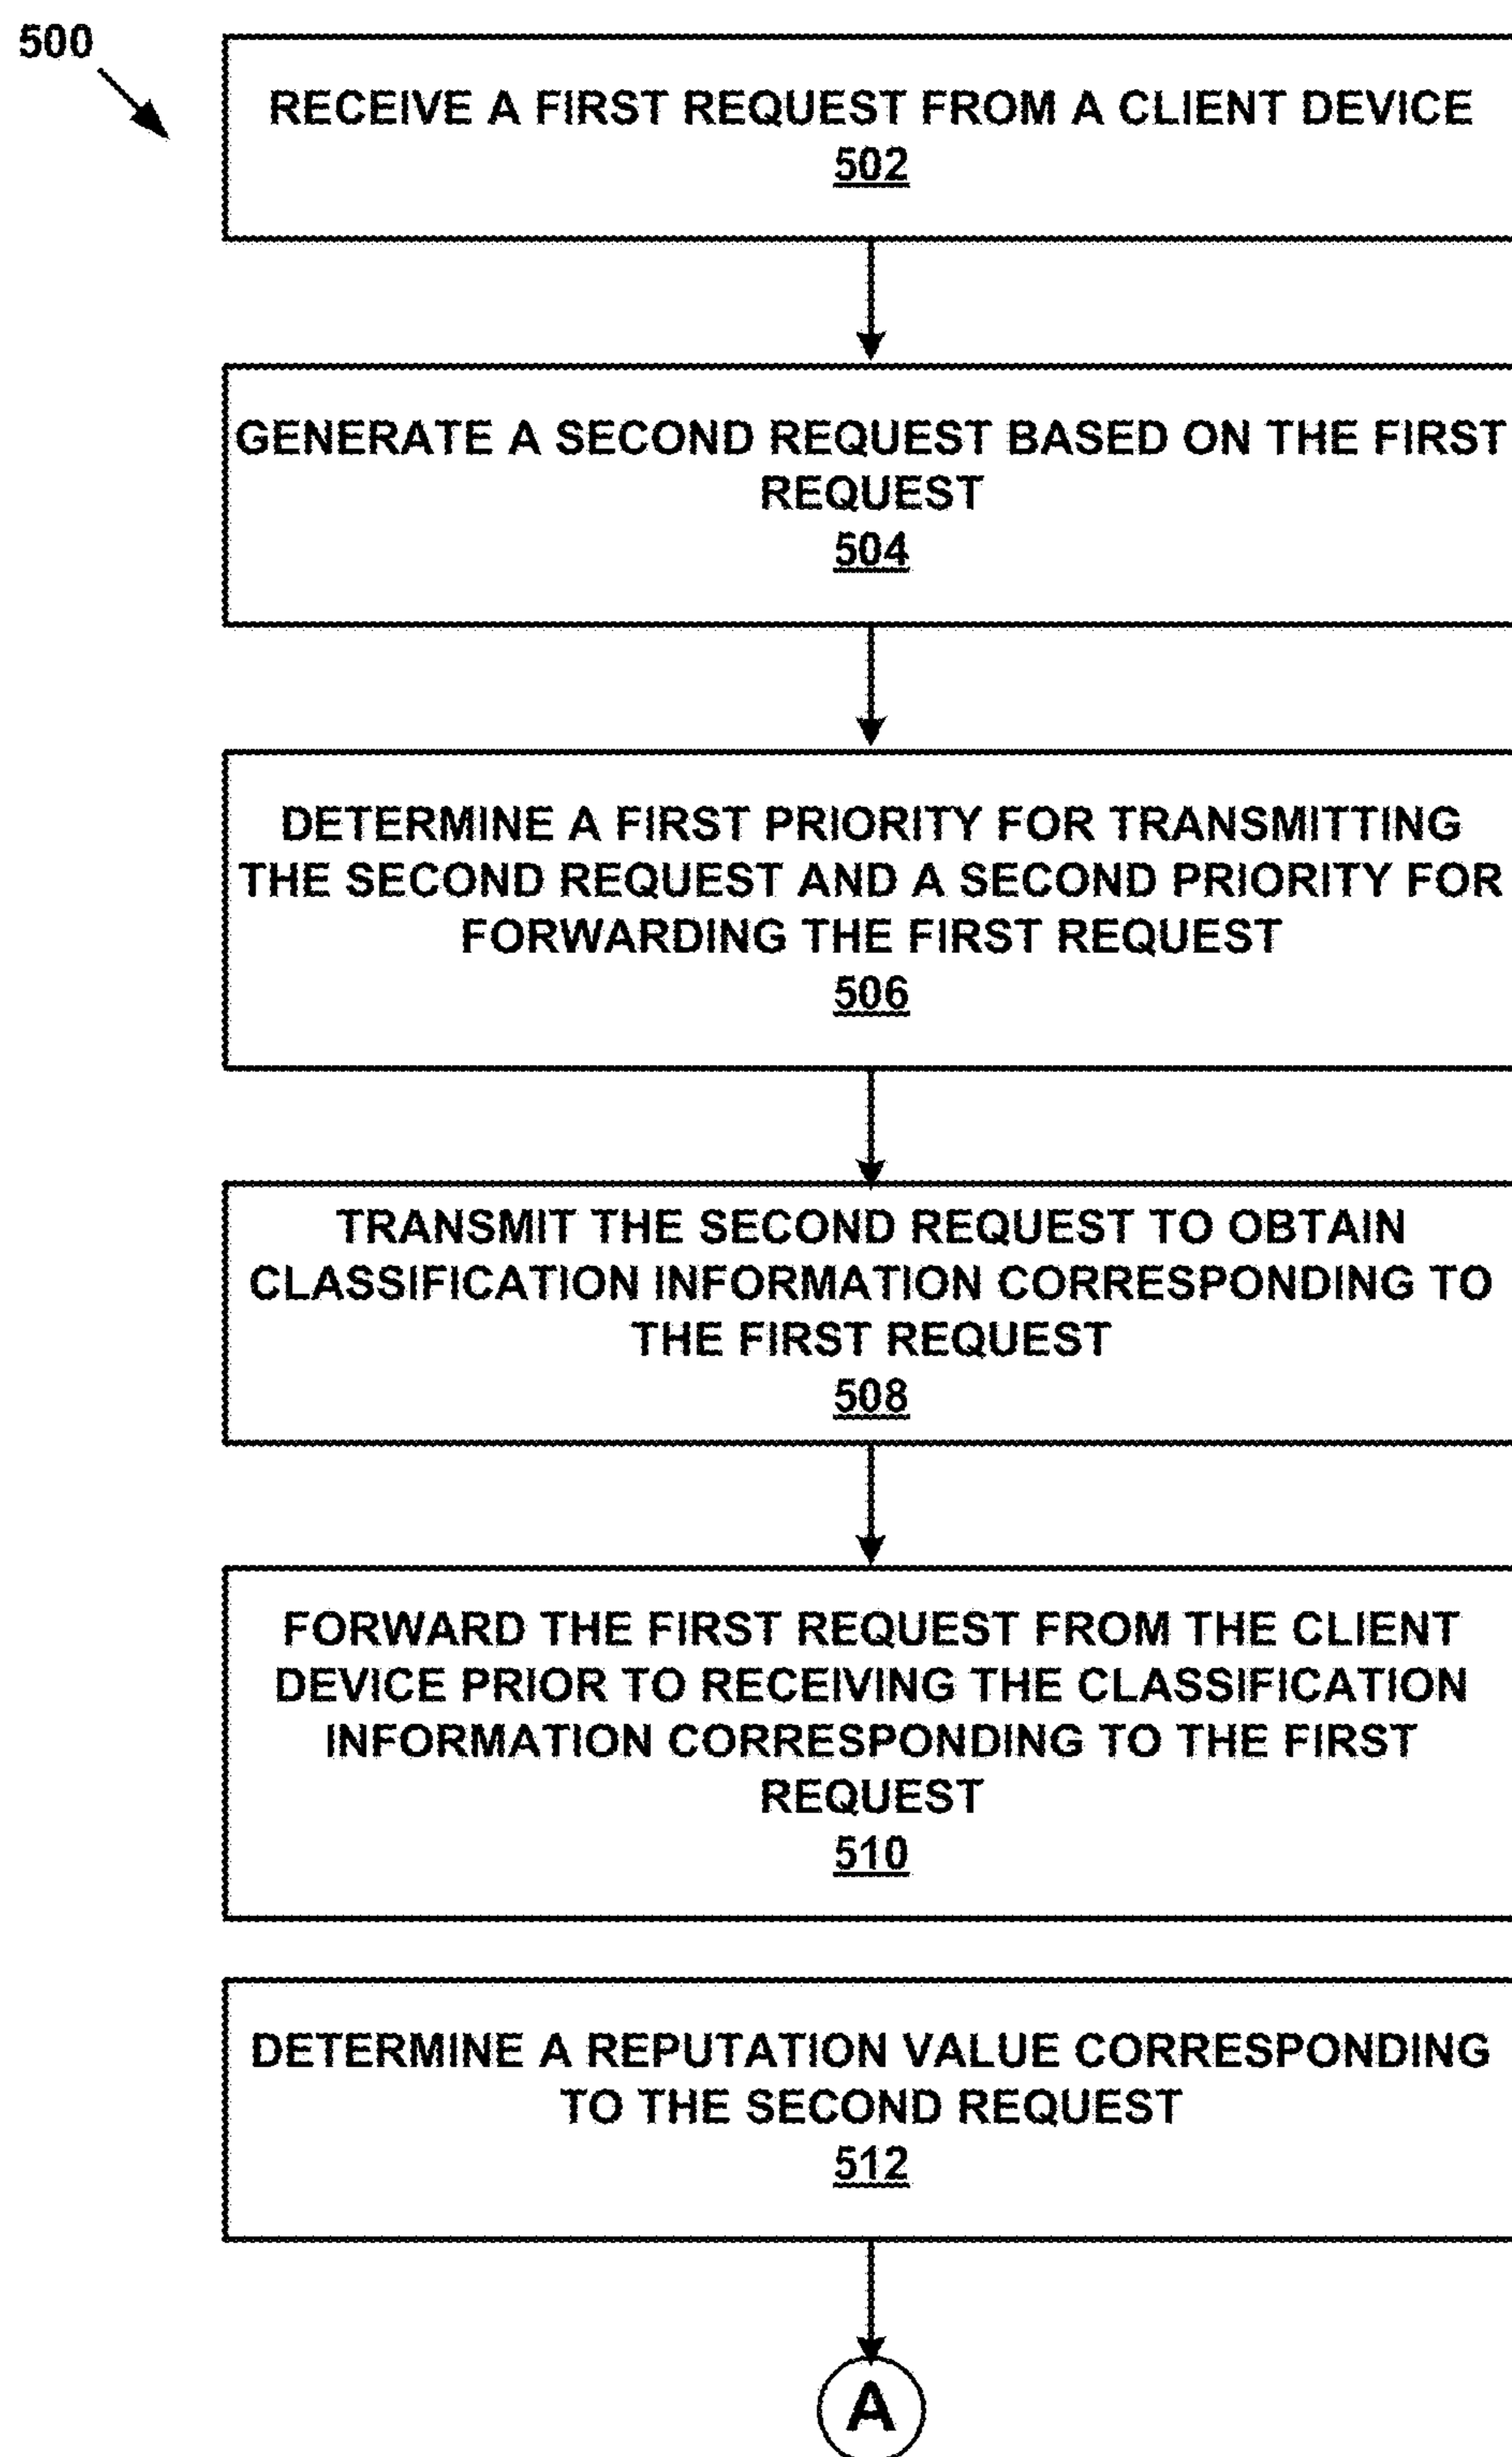 500
RECEIVE A FIRST REQUEST FROM A CLIENT DEVICE
502
GENERATE A SECOND REQUEST BASED ON THE FIRST
REQUEST
504
DETERMINE A FIRST PRIORITY FOR TRANSMITTING
THE SECOND REQUEST AND A SECOND PRIORITY FOR
FORWARDING THE FIRST REQUEST
506
TRANSMIT THE SECOND REQUEST TO OBTAIN
CLASSIFICATION INFORMATION CORRESPONDING TO
THE FIRST REQUEST
508
FORWARD THE FIRST REQUEST FROM THE CLIENT
DEVICE PRIOR TO RECEIVING THE CLASSIFICATION
INFORMATION CORRESPONDING TO THE FIRST
REQUEST
510
DETERMINE A REPUTATION VALUE CORRESPONDING
TO THE SECOND REQUEST
512
A